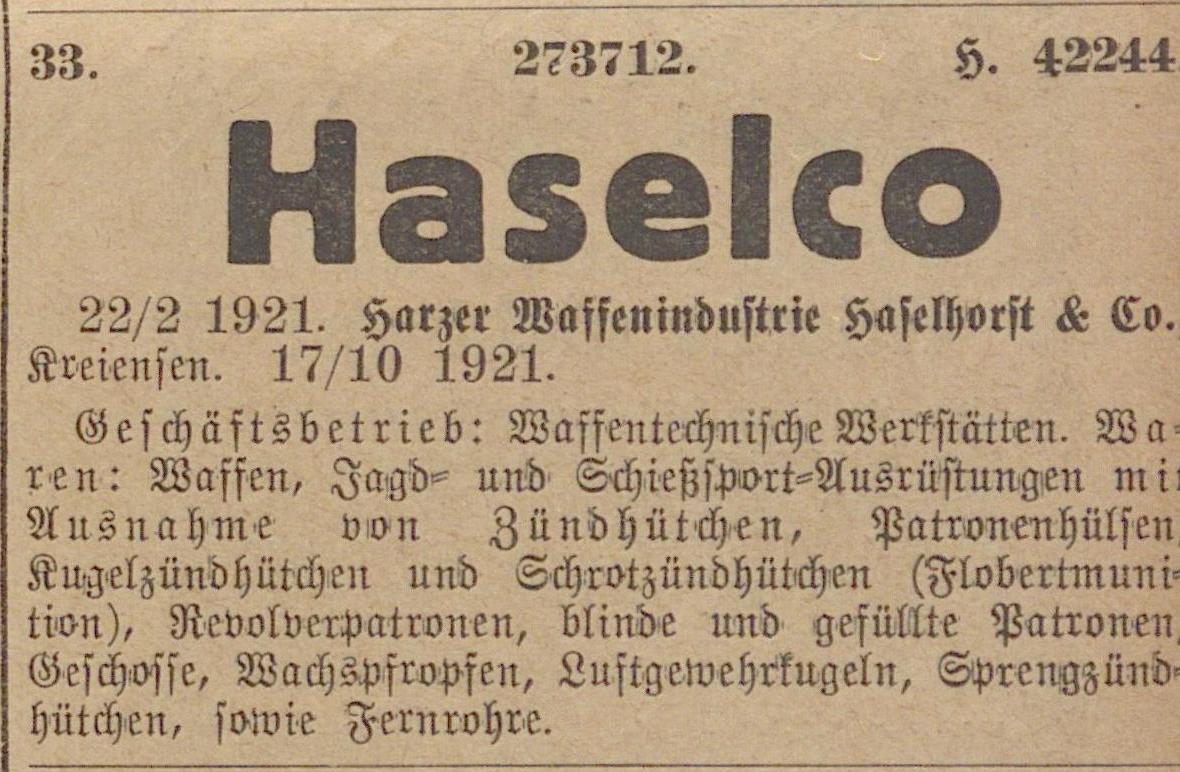 33. 273712. H. 42244.
Haselco
22/2 1921. Harzer Waffenindustrie Haselhorst & Co.,
Kreiensen. 17/10 1921.
Geschäftsbetrieb: Waffentechnische Werkstätten. Wa-
ren: Waffen, Jagd- und Schießsport-Ausrüstungen mit
Ausnahme von Zündhütchen, Patronenhülsen,
Kugelzündhütchen und Schrotzündhütchen (Flobertmuni-
tion), Revolverpatronen, blinde und gefüllte Patronen,
Geschosse, Wachspfropfen, Luftgewehrkugeln, Sprengzünd-
hütchen, sowie Fernrohre.